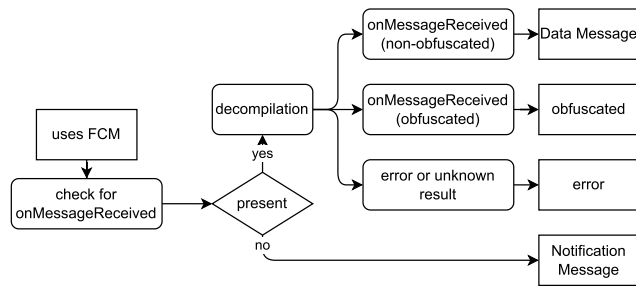 uses FCM
check for
onMessageReceived
present
yes
no
decompilation
onMessageReceived
(non-obfuscated)
Data Message
onMessageReceived
(obfuscated)
obfuscated
error or unknown
result
error
Notification
Message